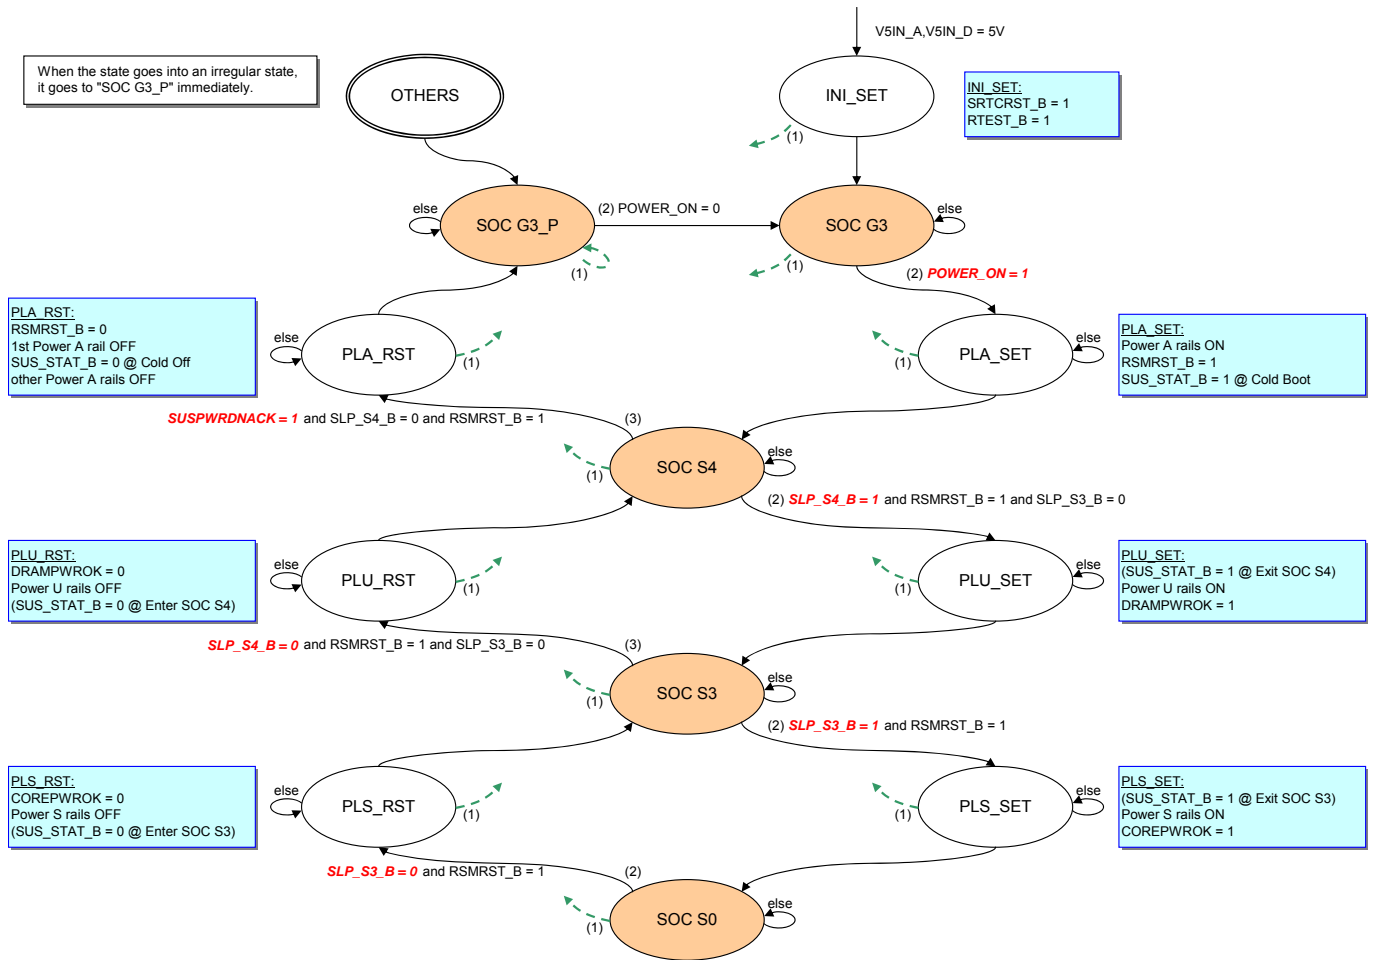 V5IN_A,V5IN_D = 5V
When the state goes into an irregular state,
it goes to "SOC G3_P" immediately.
OTHERS
INI_SET
INI_SET:
SRTCRST_B = 1
RTEST_B = 1
(1)
else
SOC G3_P
(1)
(2) POWER_ON = 0
SOC G3
else
(1)
(2) POWER_ON = 1
PLA_RST:
RSMRST_B = 0
1st Power A rail OFF
SUS_STAT_B = 0 @ Cold Off
other Power A rails OFF
else
PLA_RST
(1)
(1)
PLA_SET
else
PLA_SET:
Power A rails ON
RSMRST_B = 1
SUS_STAT_B = 1 @ Cold Boot
SUSPWRDNACK = 1 and SLP_S4_B = 0 and RSMRST_B = 1
(3)
SOC S4
else
(1)
(2) SLP_S4_B = 1 and RSMRST_B = 1 and SLP_S3_B = 0
PLU_RST:
DRAMPWROK = 0
Power U rails OFF
(SUS_STAT_B = 0 @ Enter SOC S4)
else
PLU_RST
(1)
(1)
PLU_SET
else
PLU_SET:
(SUS_STAT_B = 1 @ Exit SOC S4)
Power U rails ON
DRAMPWROK = 1
SLP_S4_B = 0 and RSMRST_B = 1 and SLP_S3_B = 0
(3)
SOC S3
else
(1)
(2) SLP_S3_B = 1 and RSMRST_B = 1
PLS_RST:
COREPWROK = 0
Power S rails OFF
(SUS_STAT_B = 0 @ Enter SOC S3)
else
PLS_RST
(1)
(1)
PLS_SET
else
PLS_SET:
(SUS_STAT_B = 1 @ Exit SOC S3)
Power S rails ON
COREPWROK = 1
SLP_S3_B = 0 and RSMRST_B = 1
(2)
SOC S0
else
(1)